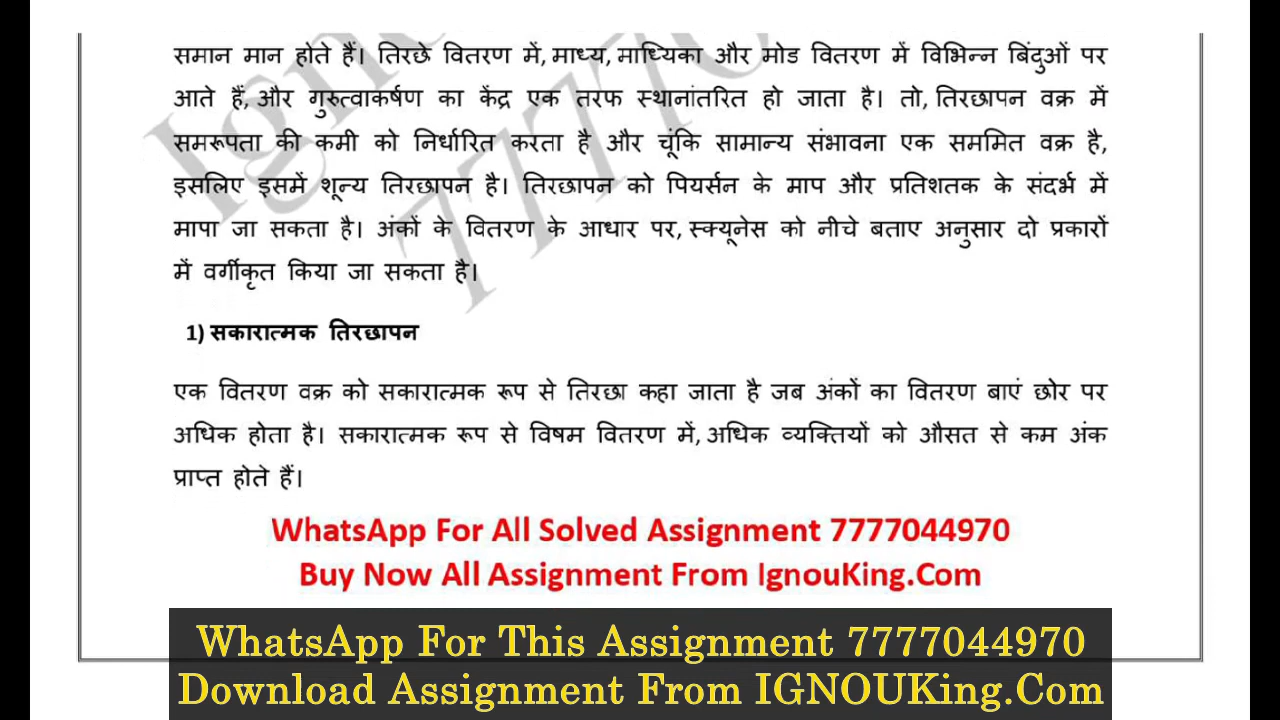 समान मान होते हैं। तिरछे वितरण में, माध्य, माध्यिका और मोड वितरण में विभिन्न बिंदुओं पर
आते हैं, और गुरुत्वाकर्षण का केंद्र एक तरफ स्थानांतरित हो जाता है। तो, तिरछापन वक्र में
समरूपता की कमी को निर्धारित करता है और चूंकि सामान्य संभावना एक सममित वक्र है,
इसलिए इसमें शून्य तिरछापन है। तिरछापन को पियर्सन के माप और प्रतिशतक के संदर्भ में
मापा जा सकता है। अंकों के वितरण के आधार पर, स्क्यूनेस को नीचे बताए अनुसार दो प्रकारों
में वर्गीकृत किया जा सकता है।
1) सकारात्मक तिरछापन
एक वितरण वक्र को सकारात्मक रूप से तिरछा कहा जाता है जब अंकों का वितरण बाएं छोर पर
अधिक होता है। सकारात्मक रूप से विषम वितरण में, अधिक व्यक्तियों को औसत से कम अंक
प्राप्त होते हैं।
WhatsApp For All Solved Assignment 7777044970
Buy Now All Assignment From IgnouKing.Com
WhatsApp For This Assignment 7777044970
Download Assignment From IGNOUKing.Com